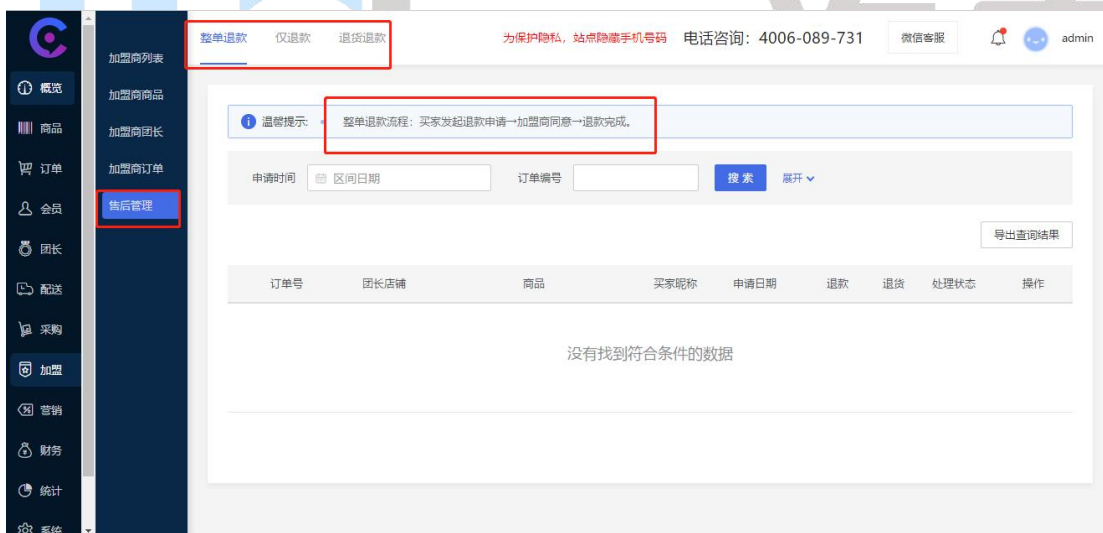 整单退款 仅退款 退货退款 为保护隐私，站点隐藏手机号码 电话咨询：4006-089-731 微信客服 admin
加盟商列表
概览
加盟商商品
商品
温馨提示: 整单退款流程：买家发起退款申请→加盟商同意→退款完成。
加盟商团长
订单
加盟商订单
申请时间 区间日期 订单编号 搜索 展开
会员
售后管理
团长
导出查询结果
配送
订单号 团长店铺 商品 买家昵称 申请日期 退款 退货 处理状态 操作
采购
没有找到符合条件的数据
加盟
营销
财务
统计
系统